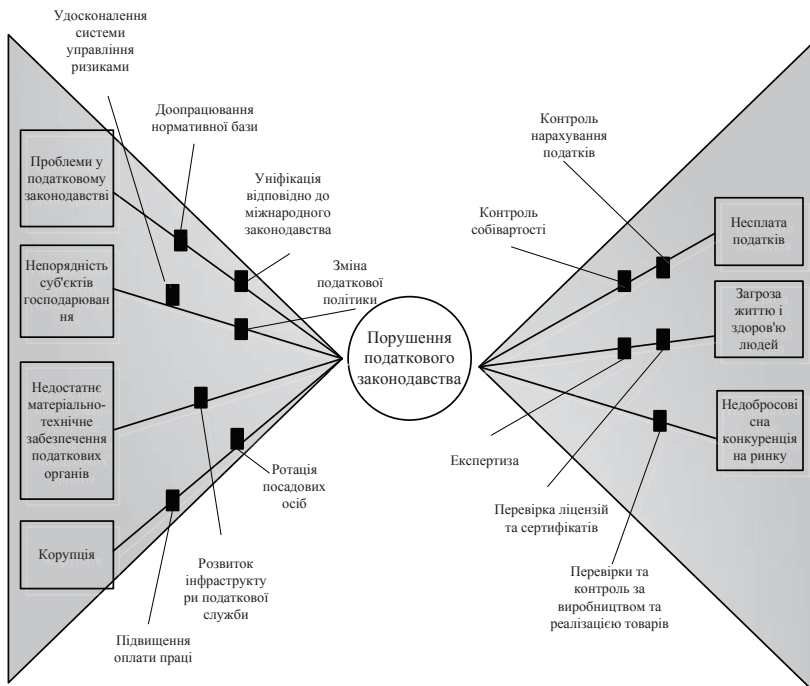 Удосконалення
системи
управління
ризиками
Доопрацювання
нормативної бази
Уніфікація
відповідно до
міжнародного
законодавства
Зміна
податкової
політики
Проблеми у
податковому
законодавстві
Непорядність
суб'єктів
господарюван
ня
Недостатнє
матеріально-
технічне
забезпечення
податкових
органів
Корупція
Ротація
посадових
осіб
Розвиток
інфраструкту
ри податкової
служби
Підвищення
оплати праці
Порушення
податкового
законодавства
Контроль
нарахування
податків
Контроль
собівартості
Несплата
податків
Загроза
життю і
здоров'ю
людей
Недобросові
сна
конкуренція
на ринку
Експертиза
Перевірка ліцензій
та сертифікатів
Перевірки та
контроль за
виробництвом та
реалізацією товарів